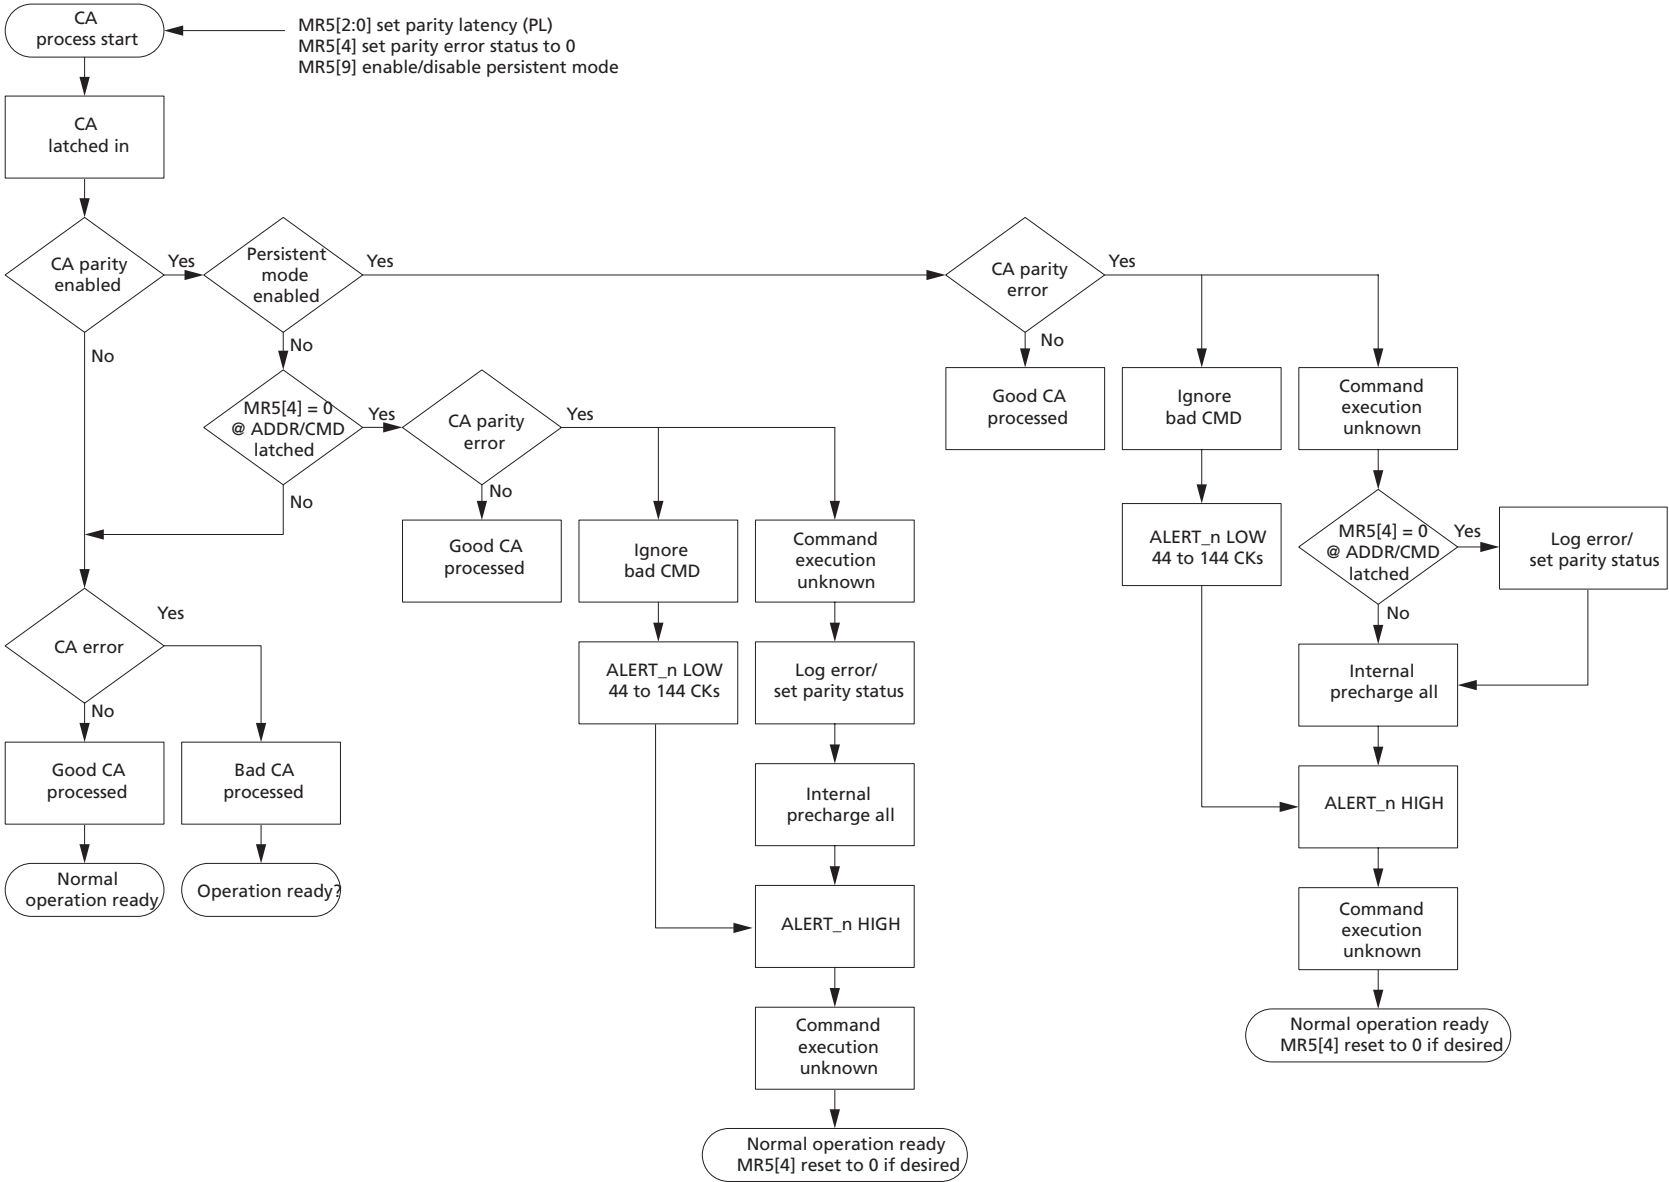 CA
process start
MR5[2:0] set parity latency (PL)
MR5[4] set parity error status to 0
MR5[9] enable/disable persistent mode
CA
latched in
CA parity
enabled
Yes
No
Persistent
mode
enabled
Yes
No
CA parity
error
Yes
No
MR5[4] = 0
@ ADDR/CMD
latched
Yes
No
CA parity
error
Yes
No
Good CA
processed
Ignore
bad CMD
Command
execution
unknown
Good CA
processed
Ignore
bad CMD
Command
execution
unknown
ALERT_n LOW
44 to 144 CKs
MR5[4] = 0
@ ADDR/CMD
latched
Yes
No
Log error/
set parity status
CA error
Yes
No
ALERT_n LOW
44 to 144 CKs
Log error/
set parity status
Internal
precharge all
Good CA
processed
Bad CA
processed
Internal
precharge all
ALERT_n HIGH
Normal
operation ready
Operation ready?
ALERT_n HIGH
Command
execution
unknown
Command
execution
unknown
Normal operation ready
MR5[4] reset to 0 if desired
Normal operation ready
MR5[4] reset to 0 if desired